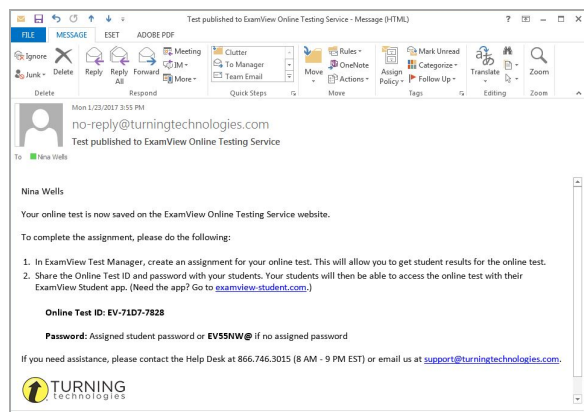 Test published to ExamView Online Testing Service - Message (HTML)
FILE MESSAGE ESET ADOBE PDF
Ignore
Junk
Delete
Reply
Reply All
Forward
Meeting
IM
More
Clutter
To Manager
Team Email
Move
Rules
OneNote
Actions
Assign Policy
Mark Unread
Categorize
Follow Up
Translate
Zoom
Delete Respond Quick Steps Move Tags Editing Zoom
Mon 1/23/2017 3:55 PM
no-reply@turningtechnologies.com
Test published to ExamView Online Testing Service
To Nina Wells
Nina Wells
Your online test is now saved on the ExamView Online Testing Service website.
To complete the assignment, please do the following:
1. In ExamView Test Manager, create an assignment for your online test. This will allow you to get student results for the online test.
2. Share the Online Test ID and password with your students. Your students will then be able to access the online test with their
ExamView Student app. (Need the app? Go to examview-student.com.)
Online Test ID: EV-71D7-7828
Password: Assigned student password or EV55NW@ if no assigned password
If you need assistance, please contact the Help Desk at 866.746.3015 (8 AM - 9 PM EST) or email us at support@turningtechnologies.com.
TURNING
technologies